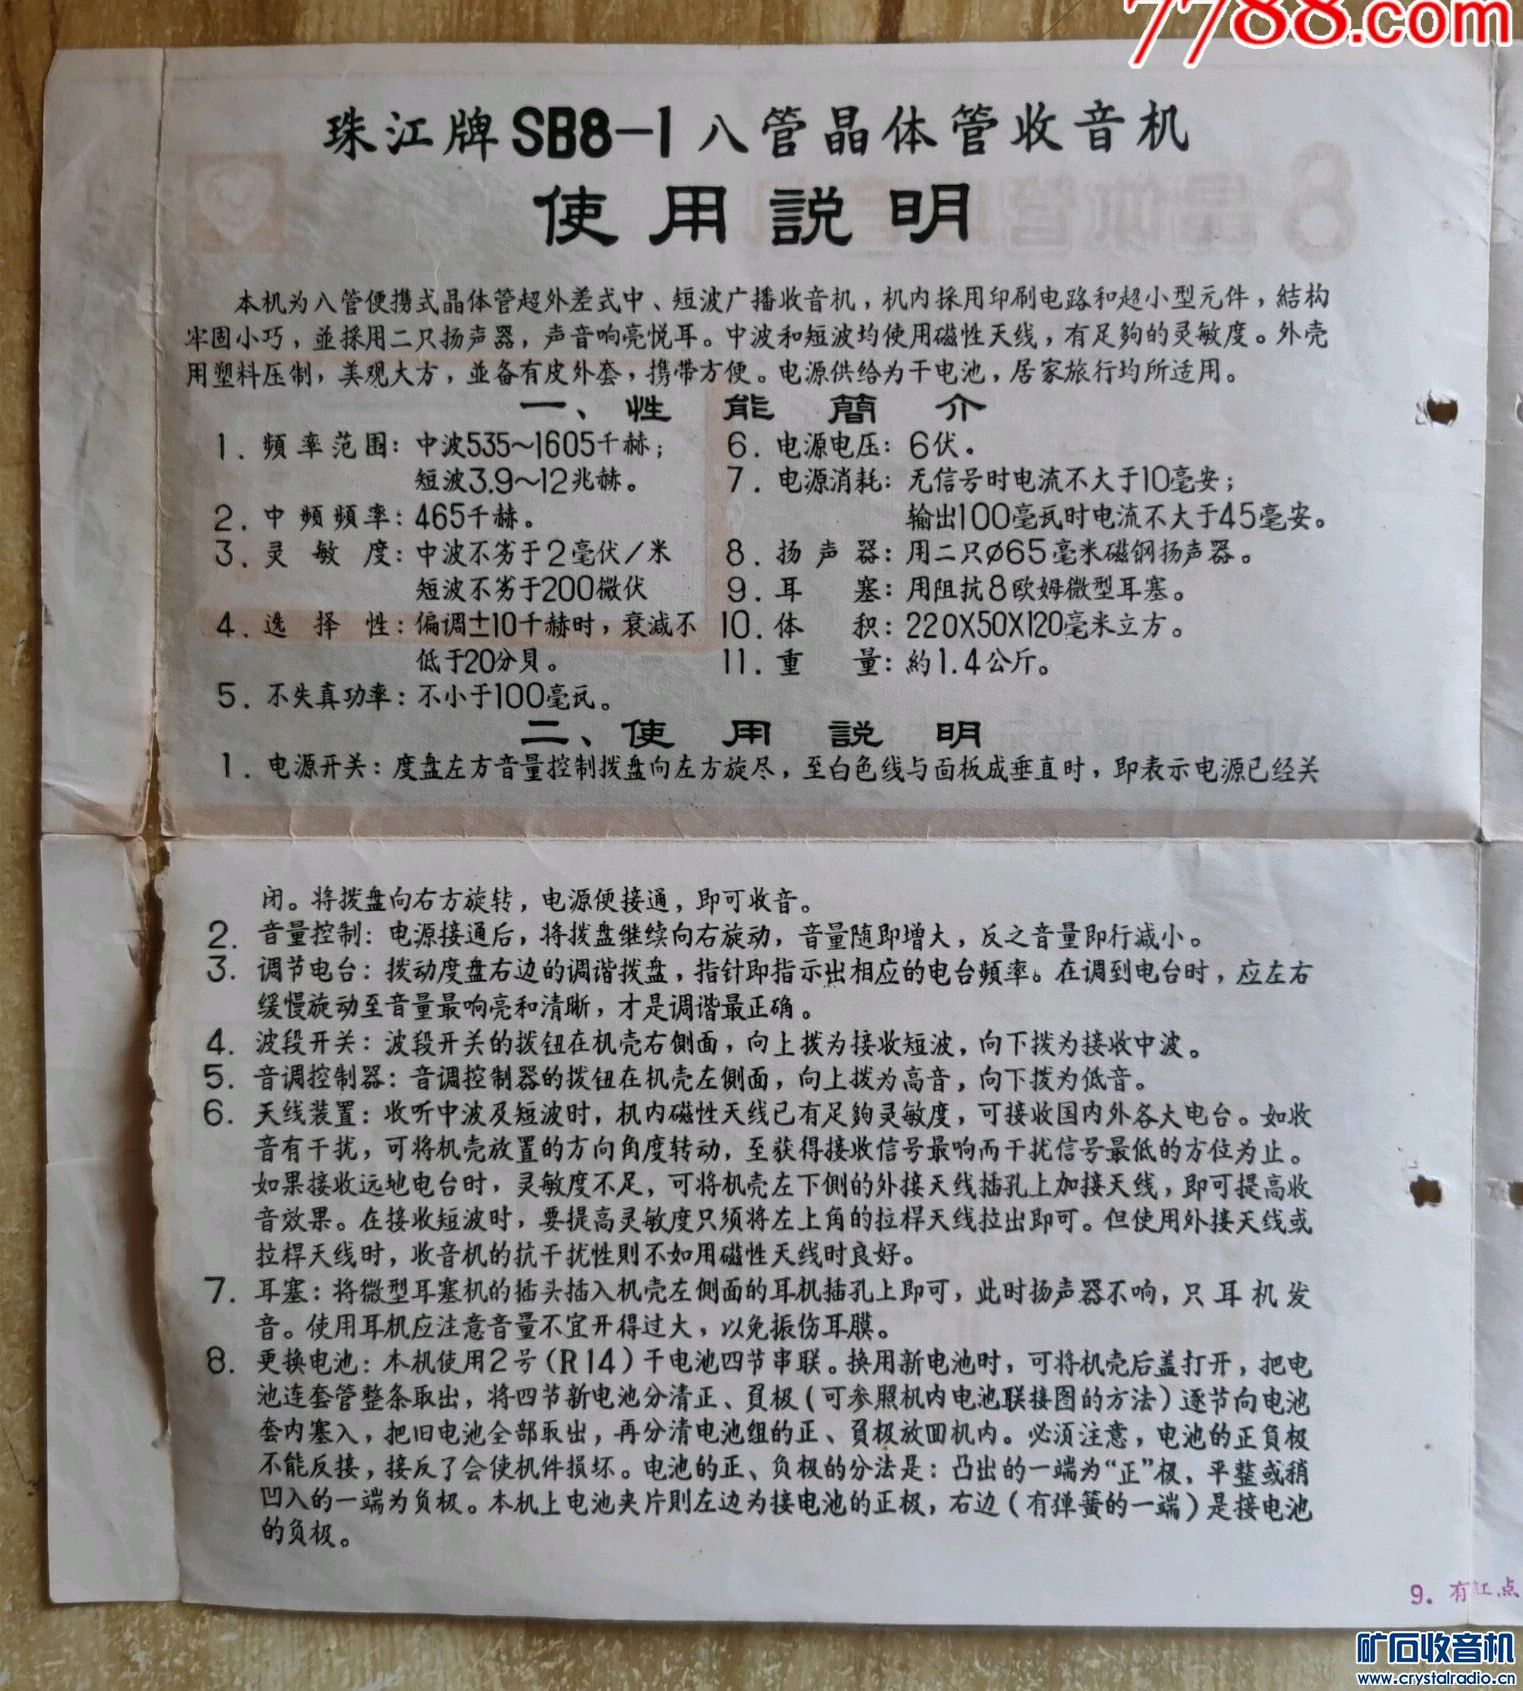 7788.com
珠江牌SB8-1八管晶体管收音机
使用説明
本机为八管便携式晶体管超外差式中、短波广播收音机，机内採用印刷电路和超小型元件，結构
牢固小巧，並採用二只扬声器，声音响亮悦耳。中波和短波均使用磁性天线，有足夠的灵敏度。外壳
用塑料压制，美观大方，並备有皮外套，携带方便。电源供给为干电池，居家旅行均所适用。
一、性能簡介
1. 頻率范围：中波535～1605千赫；
短波3.9～12兆赫。
2. 中頻頻率：465千赫。
3. 灵敏度：中波不劣于2毫伏/米
短波不劣于200微伏
4. 选择性：偏调±10千赫时，衰減不
低于20分貝。
5. 不失真功率：不小于100毫瓦。
6. 电源电压：6伏。
7. 电源消耗：无信号时电流不大于10毫安；
输出100毫瓦时电流不大于45毫安。
8. 扬声器：用二只ø65毫米磁钢扬声器。
9. 耳塞：用阻抗8欧姆微型耳塞。
10. 体积：220X50X120毫米立方。
11. 重量：約1.4公斤。
二、使用説明
1. 电源开关：度盘左方音量控制拨盘向左方旋尽，至白色线与面板成垂直时，即表示电源已经关
闭。将拨盘向右方旋转，电源便接通，即可收音。
2. 音量控制：电源接通后，将拨盘继续向右旋动，音量随即增大，反之音量即行減小。
3. 调节电台：拨动度盘右边的调谐拨盘，指针即指示出相应的电台頻率。在调到电台时，应左右
缓慢旋动至音量最响亮和清晰，才是调谐最正确。
4. 波段开关：波段开关的拨钮在机壳右側面，向上拨为接收短波，向下拨为接收中波。
5. 音调控制器：音调控制器的拨钮在机壳左側面，向上拨为高音，向下拨为低音。
6. 天线装置：收听中波及短波时，机内磁性天线已有足夠灵敏度，可接收国内外各大电台。如收
音有干扰，可将机壳放置的方向角度转动，至获得接收信号最响而干扰信号最低的方位为止。
如果接收远地电台时，灵敏度不足，可将机壳左下側的外接天线插孔上加接天线，即可提高收
音效果。在接收短波时，要提高灵敏度只须将左上角的拉桿天线拉出即可。但使用外接天线或
拉桿天线时，收音机的抗干扰性則不如用磁性天线时良好。
7. 耳塞：将微型耳塞机的插头插入机壳左側面的耳机插孔上即可，此时扬声器不响，只耳机发
音。使用耳机应注意音量不宜开得过大，以免振伤耳膜。
8. 更换电池：本机使用2号(R14)干电池四节串联。换用新电池时，可将机壳后盖打开，把电
池连套管整条取出，将四节新电池分清正、負极(可参照机内电池联接图的方法)逐节向电池
套内塞入，把旧电池全部取出，再分清电池组的正、負极放回机内。必须注意，电池的正負极
不能反接，接反了会使机件损坏。电池的正、负极的分法是：凸出的一端为“正”极，平整或稍
凹入的一端为负极。本机上电池夹片則左边为接电池的正极，右边(有弹簧的一端)是接电池
的负极。
9. 有红点
矿石收音机
www.crystalradio.cn